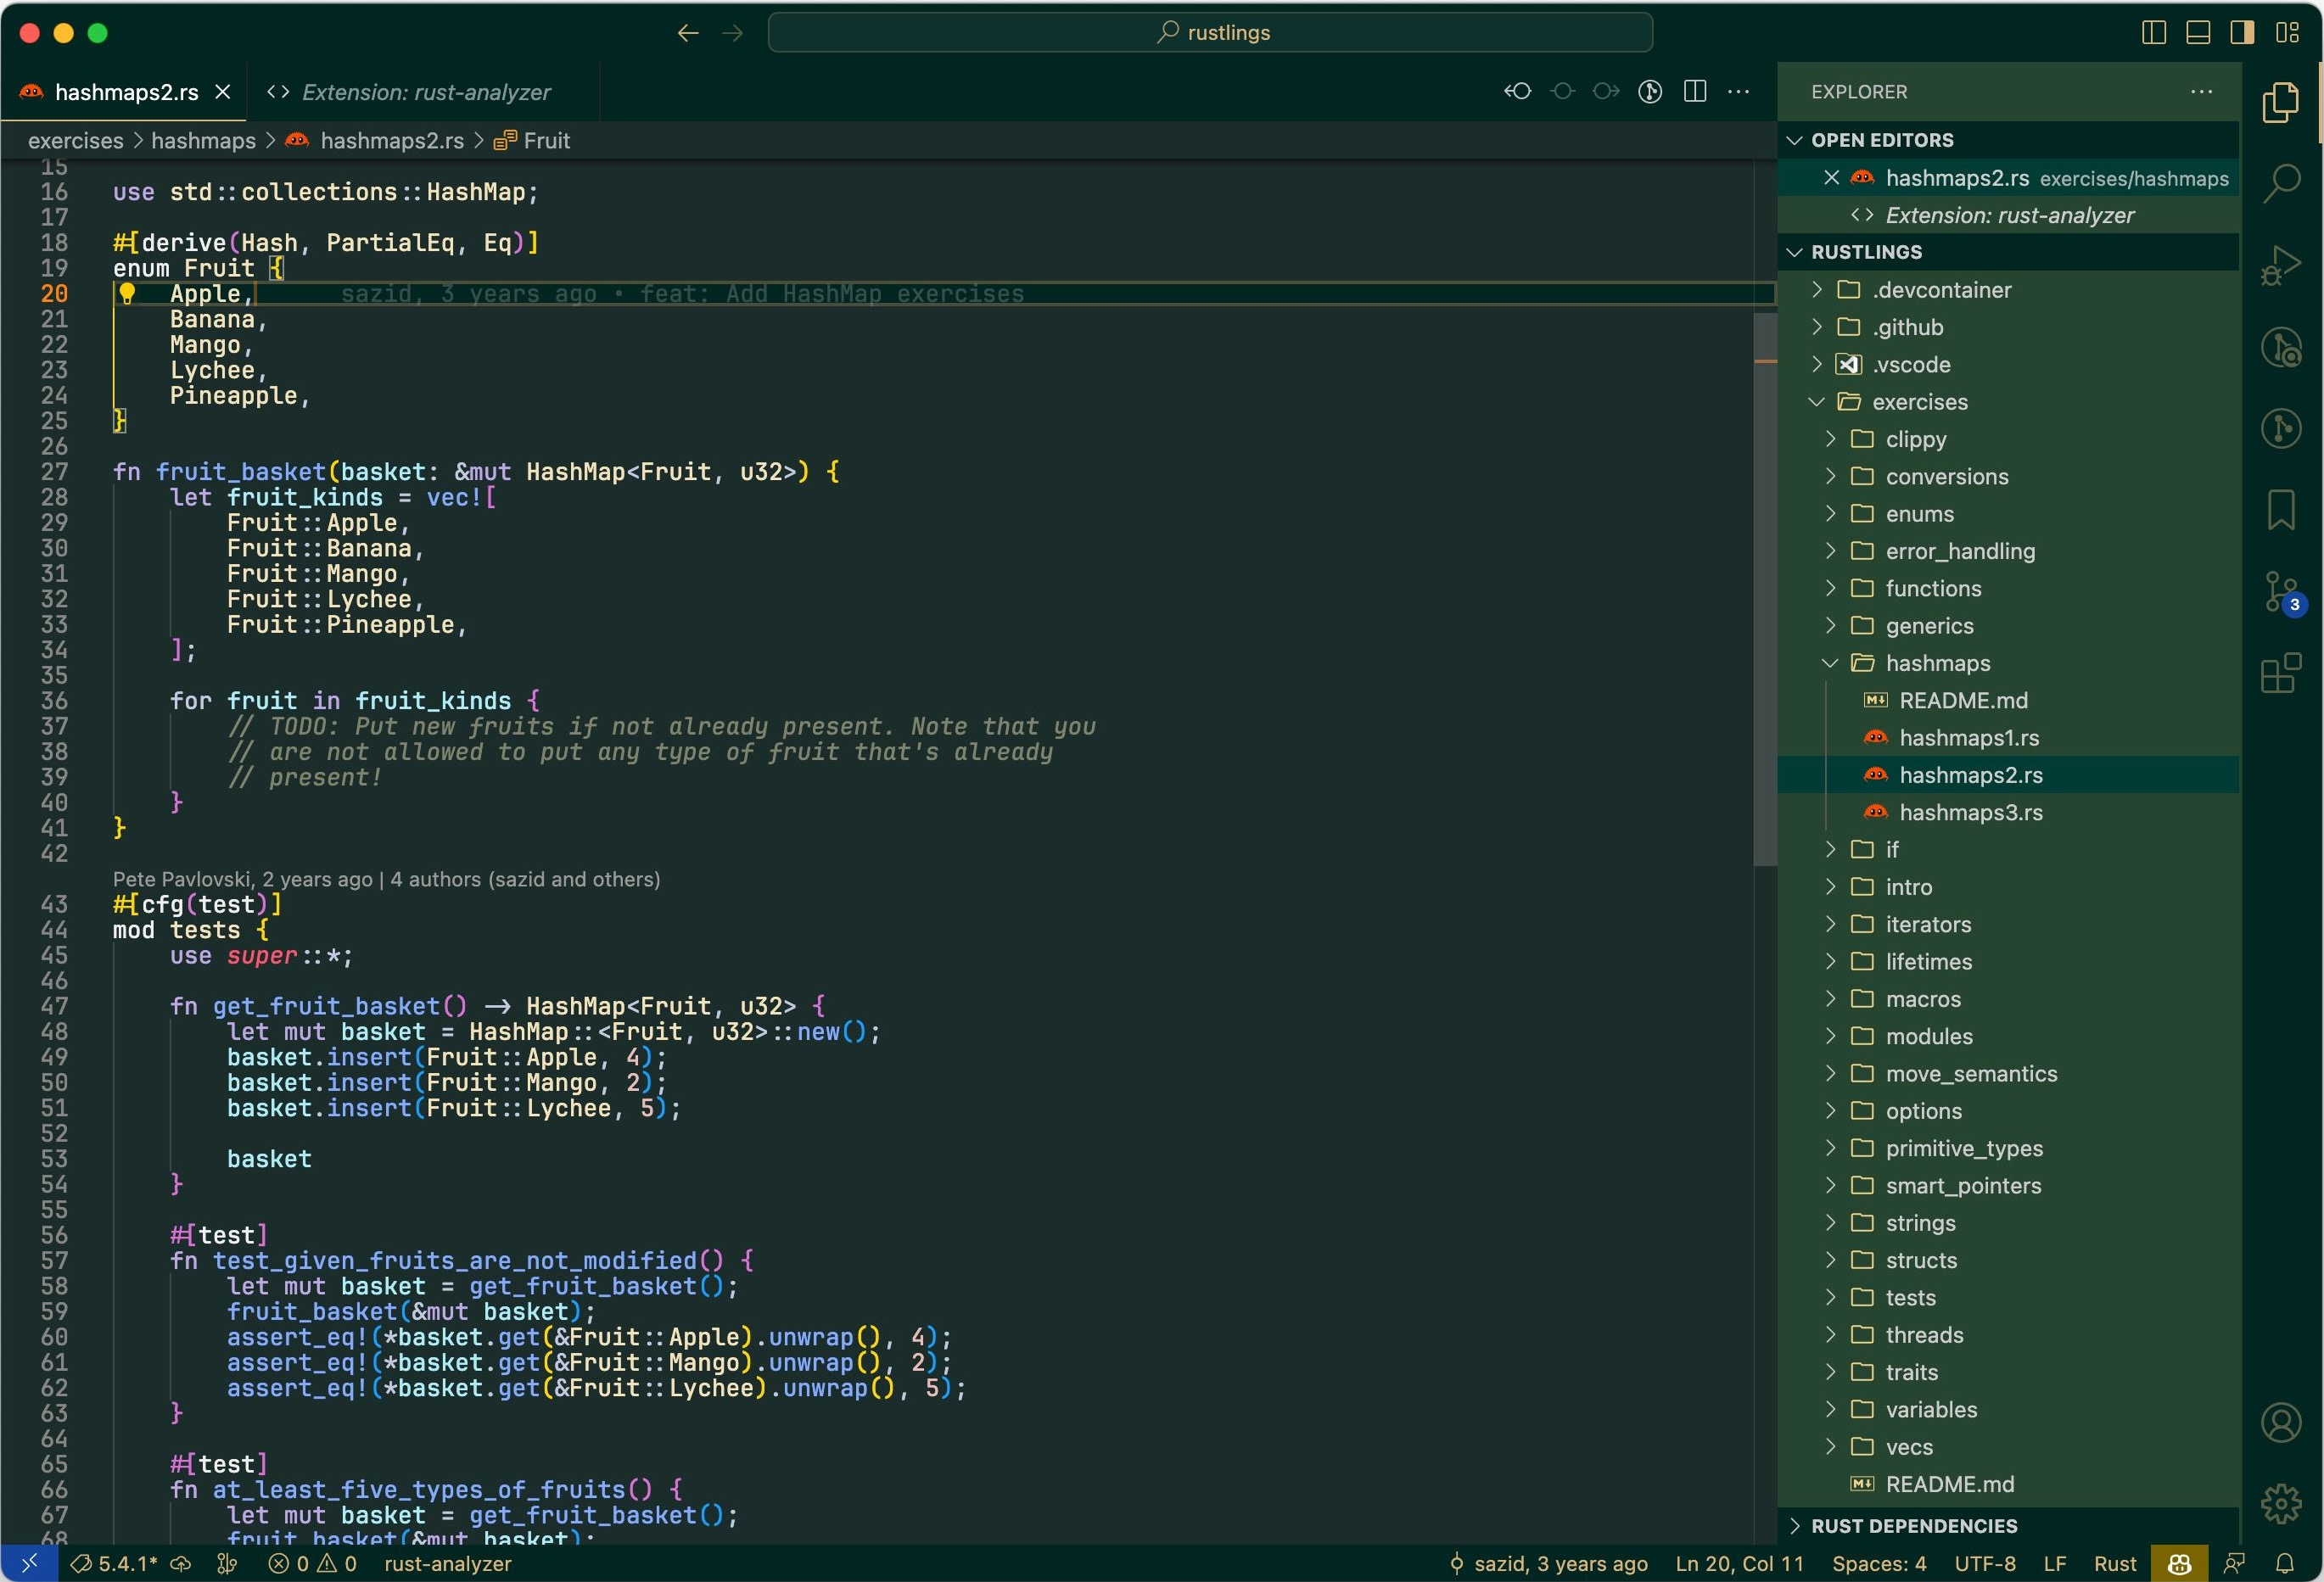 rustlings
hashmaps2.rs
Extension: rust-analyzer
exercises > hashmaps > hashmaps2.rs > Fruit
15
16 use std::collections::HashMap;
17
18 #[derive(Hash, PartialEq, Eq)]
19 enum Fruit {
20     Apple,      sazid, 3 years ago • feat: Add HashMap exercises
21     Banana,
22     Mango,
23     Lychee,
24     Pineapple,
25 }
26
27 fn fruit_basket(basket: &mut HashMap<Fruit, u32>) {
28     let fruit_kinds = vec![
29         Fruit::Apple,
30         Fruit::Banana,
31         Fruit::Mango,
32         Fruit::Lychee,
33         Fruit::Pineapple,
34     ];
35
36     for fruit in fruit_kinds {
37         // TODO: Put new fruits if not already present. Note that you
38         // are not allowed to put any type of fruit that's already
39         // present!
40     }
41 }
42
Pete Pavlovski, 2 years ago | 4 authors (sazid and others)
43 #[cfg(test)]
44 mod tests {
45     use super::*;
46
47     fn get_fruit_basket() -> HashMap<Fruit, u32> {
48         let mut basket = HashMap::<Fruit, u32>::new();
49         basket.insert(Fruit::Apple, 4);
50         basket.insert(Fruit::Mango, 2);
51         basket.insert(Fruit::Lychee, 5);
52
53         basket
54     }
55
56     #[test]
57     fn test_given_fruits_are_not_modified() {
58         let mut basket = get_fruit_basket();
59         fruit_basket(&mut basket);
60         assert_eq!(*basket.get(&Fruit::Apple).unwrap(), 4);
61         assert_eq!(*basket.get(&Fruit::Mango).unwrap(), 2);
62         assert_eq!(*basket.get(&Fruit::Lychee).unwrap(), 5);
63     }
64
65     #[test]
66     fn at_least_five_types_of_fruits() {
67         let mut basket = get_fruit_basket();
68         fruit_basket(&mut basket);
EXPLORER
OPEN EDITORS
hashmaps2.rs exercises/hashmaps
Extension: rust-analyzer
RUSTLINGS
.devcontainer
.github
.vscode
exercises
clippy
conversions
enums
error_handling
functions
generics
hashmaps
README.md
hashmaps1.rs
hashmaps2.rs
hashmaps3.rs
if
intro
iterators
lifetimes
macros
modules
move_semantics
options
primitive_types
smart_pointers
strings
structs
tests
threads
traits
variables
vecs
README.md
RUST DEPENDENCIES
3
5.4.1* 0 0 rust-analyzer sazid, 3 years ago Ln 20, Col 11 Spaces: 4 UTF-8 LF Rust